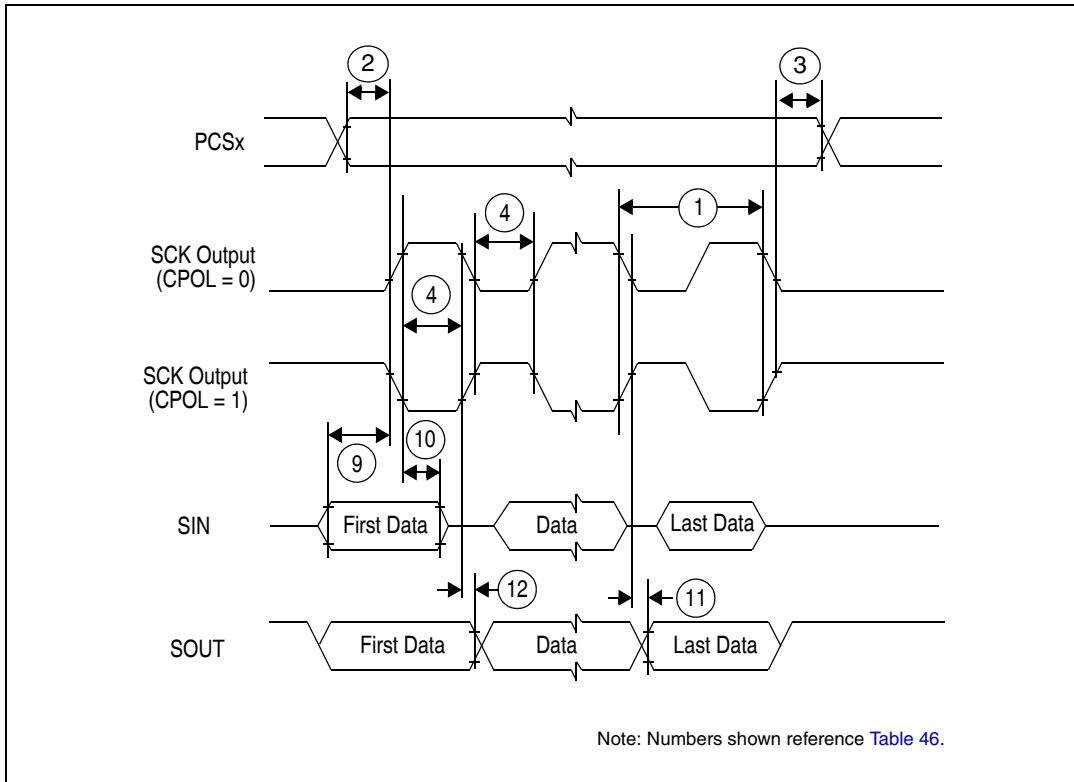 2
3
PCSx
1
4
SCK Output
(CPOL = 0)
4
SCK Output
(CPOL = 1)
10
9
SIN
First Data
Data
Last Data
12
11
SOUT
First Data
Data
Last Data
Note: Numbers shown reference Table 46.